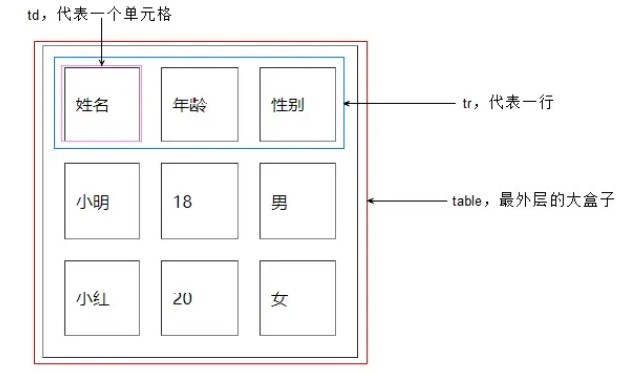 td，代表一个单元格
姓名 年龄 性别
tr，代表一行
小明 18 男
table，最外层的大盒子
小红 20 女